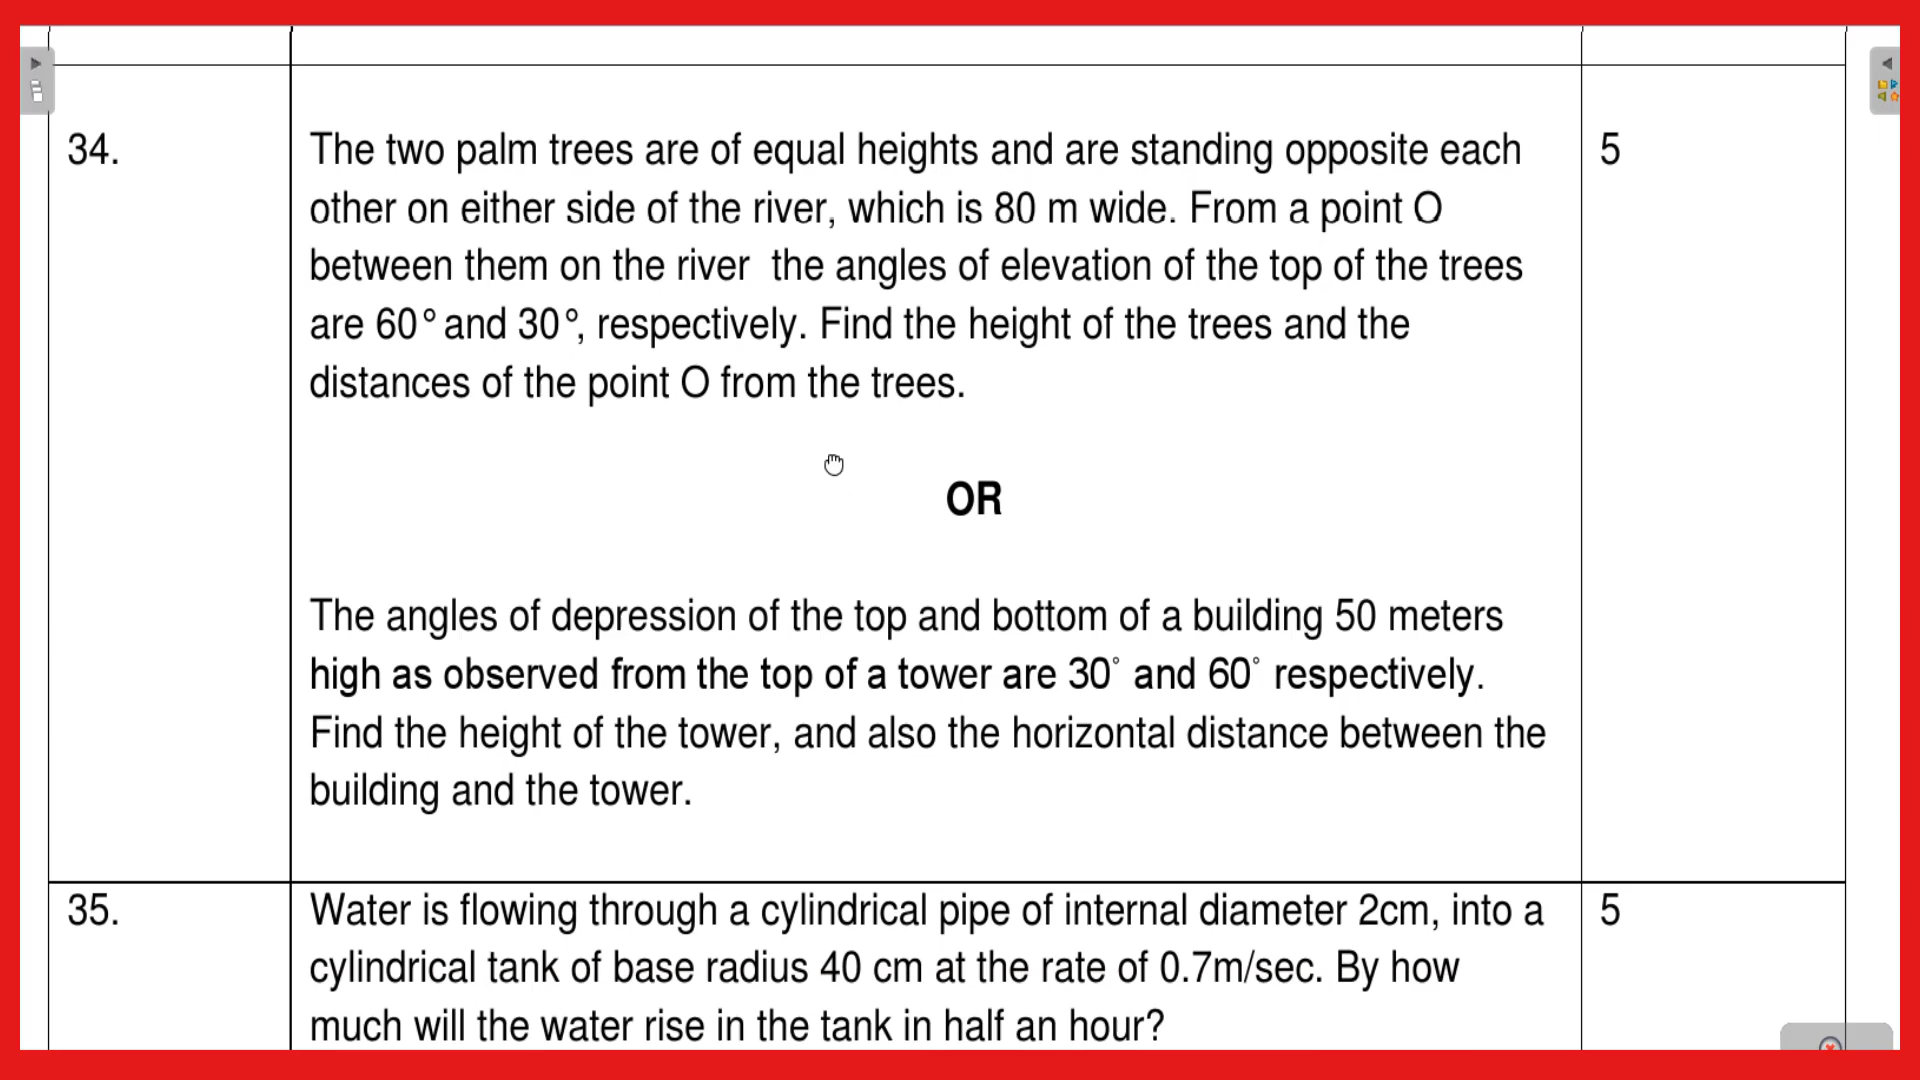 34.
The two palm trees are of equal heights and are standing opposite each
5
other on either side of the river, which is 80 m wide. From a point O
between them on the river the angles of elevation of the top of the trees
are 60° and 30°, respectively. Find the height of the trees and the
distances of the point O from the trees.
OR
The angles of depression of the top and bottom of a building 50 meters
high as observed from the top of a tower are 30˚ and 60˚ respectively.
Find the height of the tower, and also the horizontal distance between the
building and the tower.
35.
Water is flowing through a cylindrical pipe of internal diameter 2cm, into a
5
cylindrical tank of base radius 40 cm at the rate of 0.7m/sec. By how
much will the water rise in the tank in half an hour?